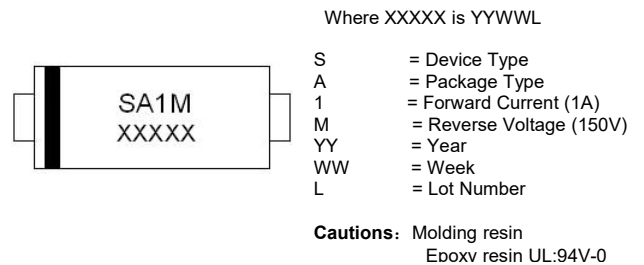 Where XXXXX is YYWWL
SA1M
XXXXX
S = Device Type
A = Package Type
1 = Forward Current (1A)
M = Reverse Voltage (150V)
YY = Year
WW = Week
L = Lot Number
Cautions: Molding resin
Epoxy resin UL:94V-0